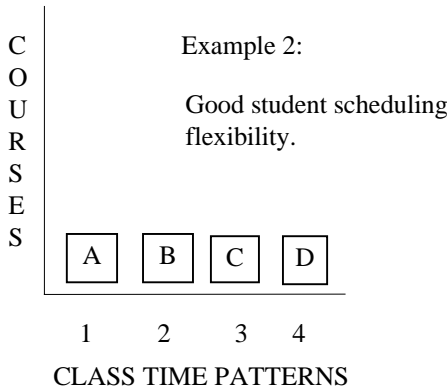 C
O
U
R
S
E
S
Example 2:
Good student scheduling
flexibility.
A B C D
1 2 3 4
CLASS TIME PATTERNS